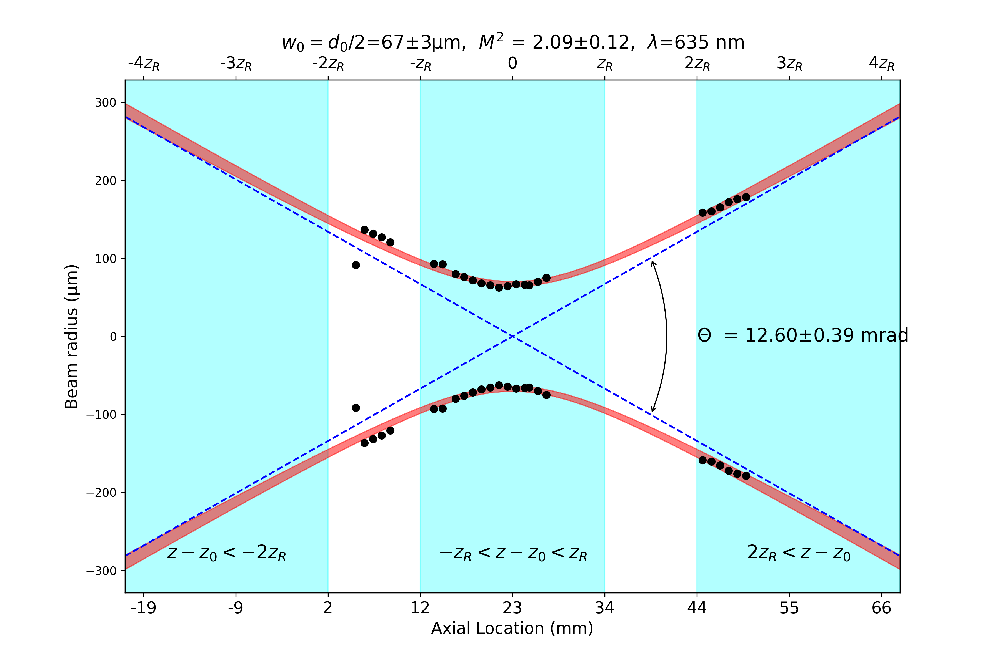 w₀ = d₀/2=67±3µm, M² = 2.09±0.12, λ=635 nm
-4z_R -3z_R -2z_R -z_R 0 z_R 2z_R 3z_R 4z_R
300
200
100
0
−100
−200
−300
Beam radius (µm)
Θ = 12.60±0.39 mrad
z − z₀ < −2z_R
−z_R < z − z₀ < z_R
2z_R < z − z₀
-19 -9 2 12 23 34 44 55 66
Axial Location (mm)